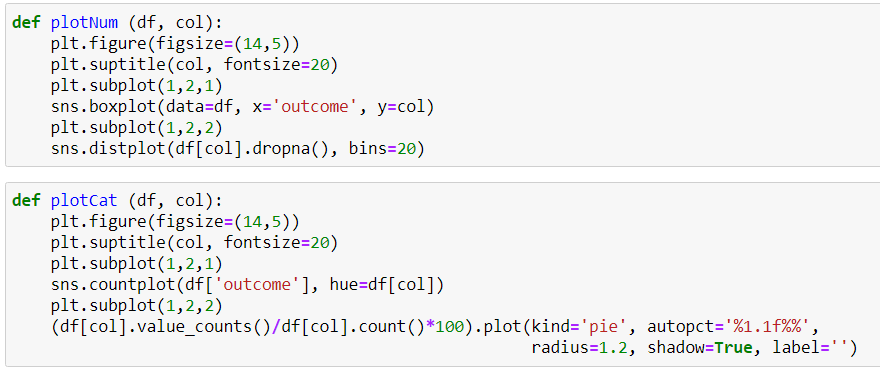 def plotNum (df, col):
    plt.figure(figsize=(14,5))
    plt.suptitle(col, fontsize=20)
    plt.subplot(1,2,1)
    sns.boxplot(data=df, x='outcome', y=col)
    plt.subplot(1,2,2)
    sns.distplot(df[col].dropna(), bins=20)
def plotCat (df, col):
    plt.figure(figsize=(14,5))
    plt.suptitle(col, fontsize=20)
    plt.subplot(1,2,1)
    sns.countplot(df['outcome'], hue=df[col])
    plt.subplot(1,2,2)
    (df[col].value_counts()/df[col].count()*100).plot(kind='pie', autopct='%1.1f%%',
                                                     radius=1.2, shadow=True, label='')